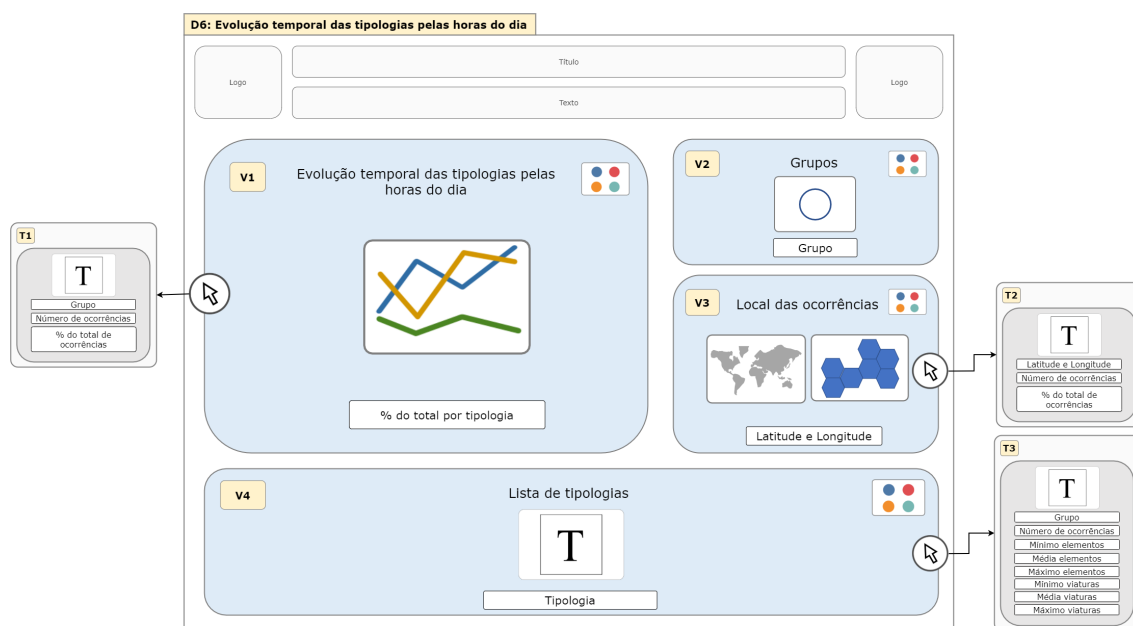 D6: Evolução temporal das tipologias pelas horas do dia
Logo
Título
Texto
Logo
V1
Evolução temporal das tipologias pelas
horas do dia
% do total por tipologia
V2
Grupos
Grupo
V3
Local das ocorrências
Latitude e Longitude
V4
Lista de tipologias
T
Tipologia
T1
T
Grupo
Número de ocorrências
% do total de
ocorrências
T2
T
Latitude e Longitude
Número de ocorrências
% do total de
ocorrências
T3
T
Grupo
Número de ocorrências
Mínimo elementos
Média elementos
Máximo elementos
Mínimo viaturas
Média viaturas
Máximo viaturas